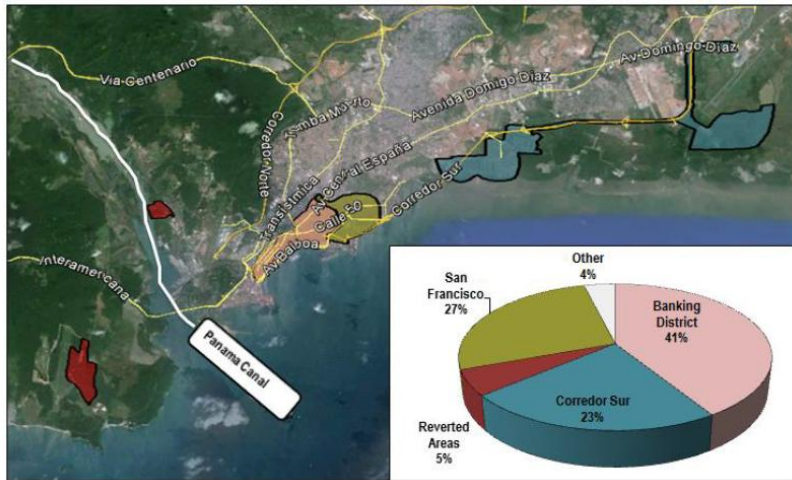 Via Centenario
Corredor Norte
Avenida Domigo Diaz
Av Domingo Diaz
Transistmica
Calle 50
Corredor Sur
Av Balboa
Interamericana
Panama Canal
Other
4%
San
Francisco
27%
Banking
District
41%
Corredor Sur
23%
Reverted
Areas
5%